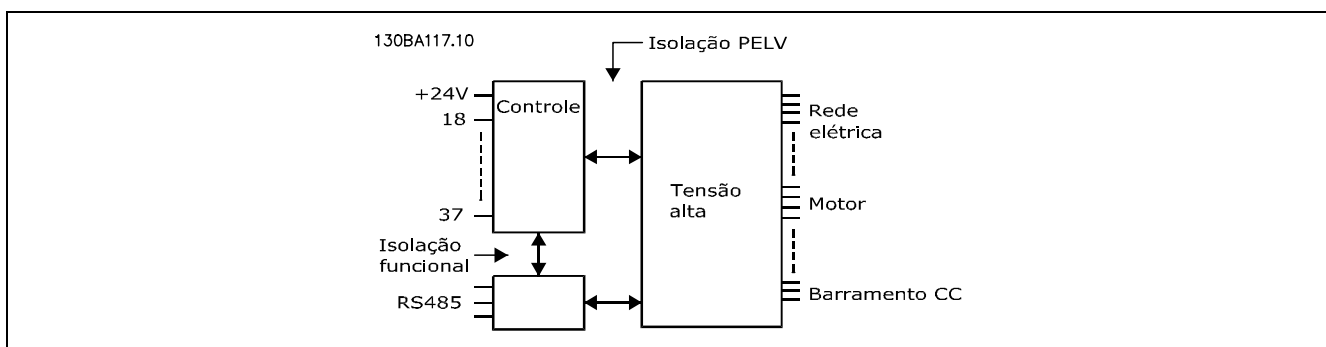 130BA117.10
Isolação PELV
+24V
Controle
18
37
Rede
elétrica
Tensão
alta
Motor
Isolação
funcional
RS485
Barramento CC